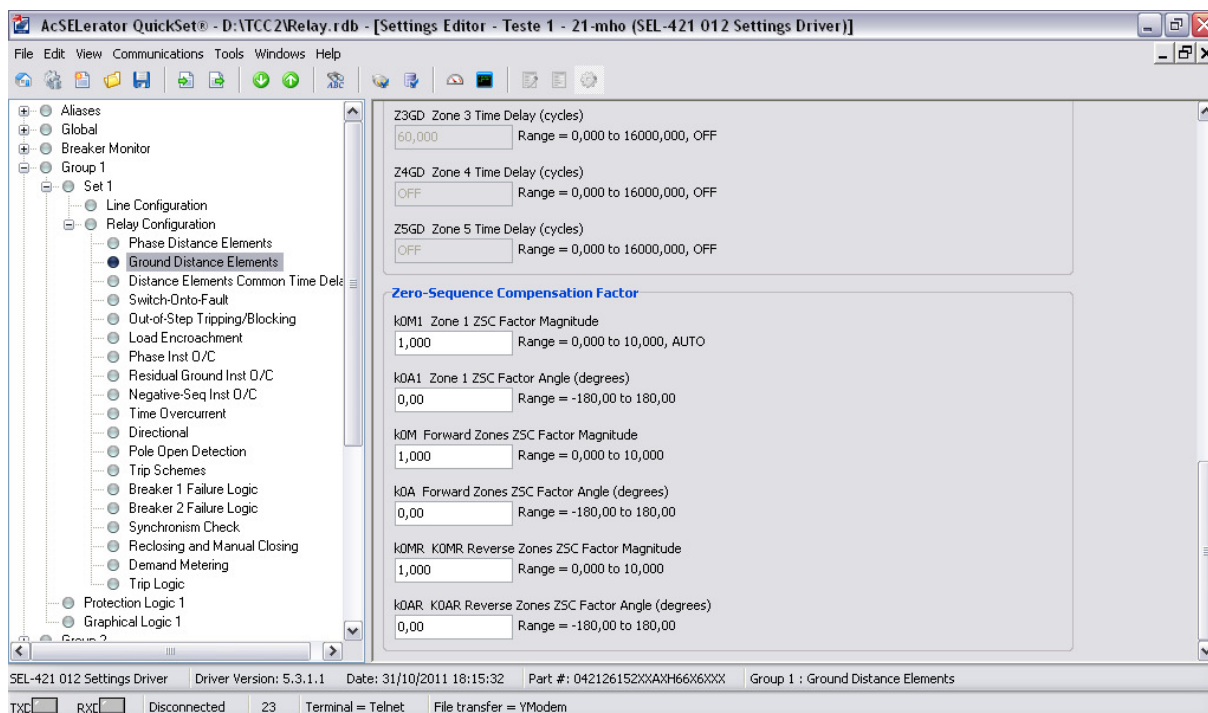 AcSELerator QuickSet® - D:\TCC2\Relay.rdb - [Settings Editor - Teste 1 - 21-mho (SEL-421 012 Settings Driver)]
File Edit View Communications Tools Windows Help
Aliases
Global
Breaker Monitor
Group 1
Set 1
Line Configuration
Relay Configuration
Phase Distance Elements
Ground Distance Elements
Distance Elements Common Time Dela
Switch-Onto-Fault
Out-of-Step Tripping/Blocking
Load Encroachment
Phase Inst O/C
Residual Ground Inst O/C
Negative-Seq Inst O/C
Time Overcurrent
Directional
Pole Open Detection
Trip Schemes
Breaker 1 Failure Logic
Breaker 2 Failure Logic
Synchronism Check
Reclosing and Manual Closing
Demand Metering
Trip Logic
Protection Logic 1
Graphical Logic 1
Group 2
Z3GD Zone 3 Time Delay (cycles)
60,000 Range = 0,000 to 16000,000, OFF
Z4GD Zone 4 Time Delay (cycles)
OFF Range = 0,000 to 16000,000, OFF
Z5GD Zone 5 Time Delay (cycles)
OFF Range = 0,000 to 16000,000, OFF
Zero-Sequence Compensation Factor
k0M1 Zone 1 ZSC Factor Magnitude
1,000 Range = 0,000 to 10,000, AUTO
k0A1 Zone 1 ZSC Factor Angle (degrees)
0,00 Range = -180,00 to 180,00
k0M Forward Zones ZSC Factor Magnitude
1,000 Range = 0,000 to 10,000
k0A Forward Zones ZSC Factor Angle (degrees)
0,00 Range = -180,00 to 180,00
k0MR K0MR Reverse Zones ZSC Factor Magnitude
1,000 Range = 0,000 to 10,000
k0AR K0AR Reverse Zones ZSC Factor Angle (degrees)
0,00 Range = -180,00 to 180,00
SEL-421 012 Settings Driver Driver Version: 5.3.1.1 Date: 31/10/2011 18:15:32 Part #: 042126152XXAXH66X6XXX Group 1 : Ground Distance Elements
TXD RXD Disconnected 23 Terminal = Telnet File transfer = YModem